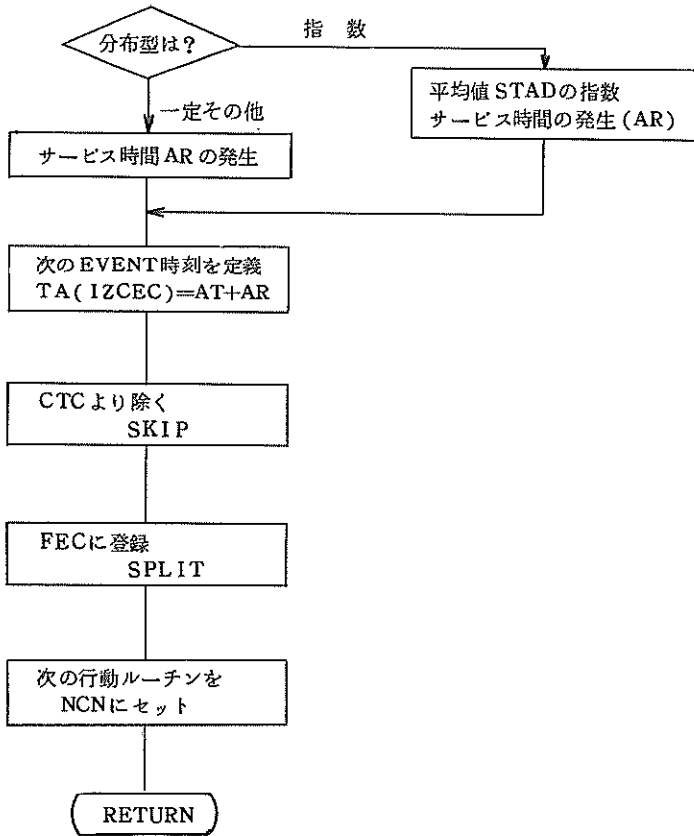 分布型は？
指 数
一定その他
平均値STADの指数
サービス時間の発生(AR)
サービス時間ARの発生
次のEVENT時刻を定義
TA(IZCEC)=AT+AR
CTCより除く
SKIP
FECに登録
SPLIT
次の行動ルーチンを
NCNにセット
RETURN